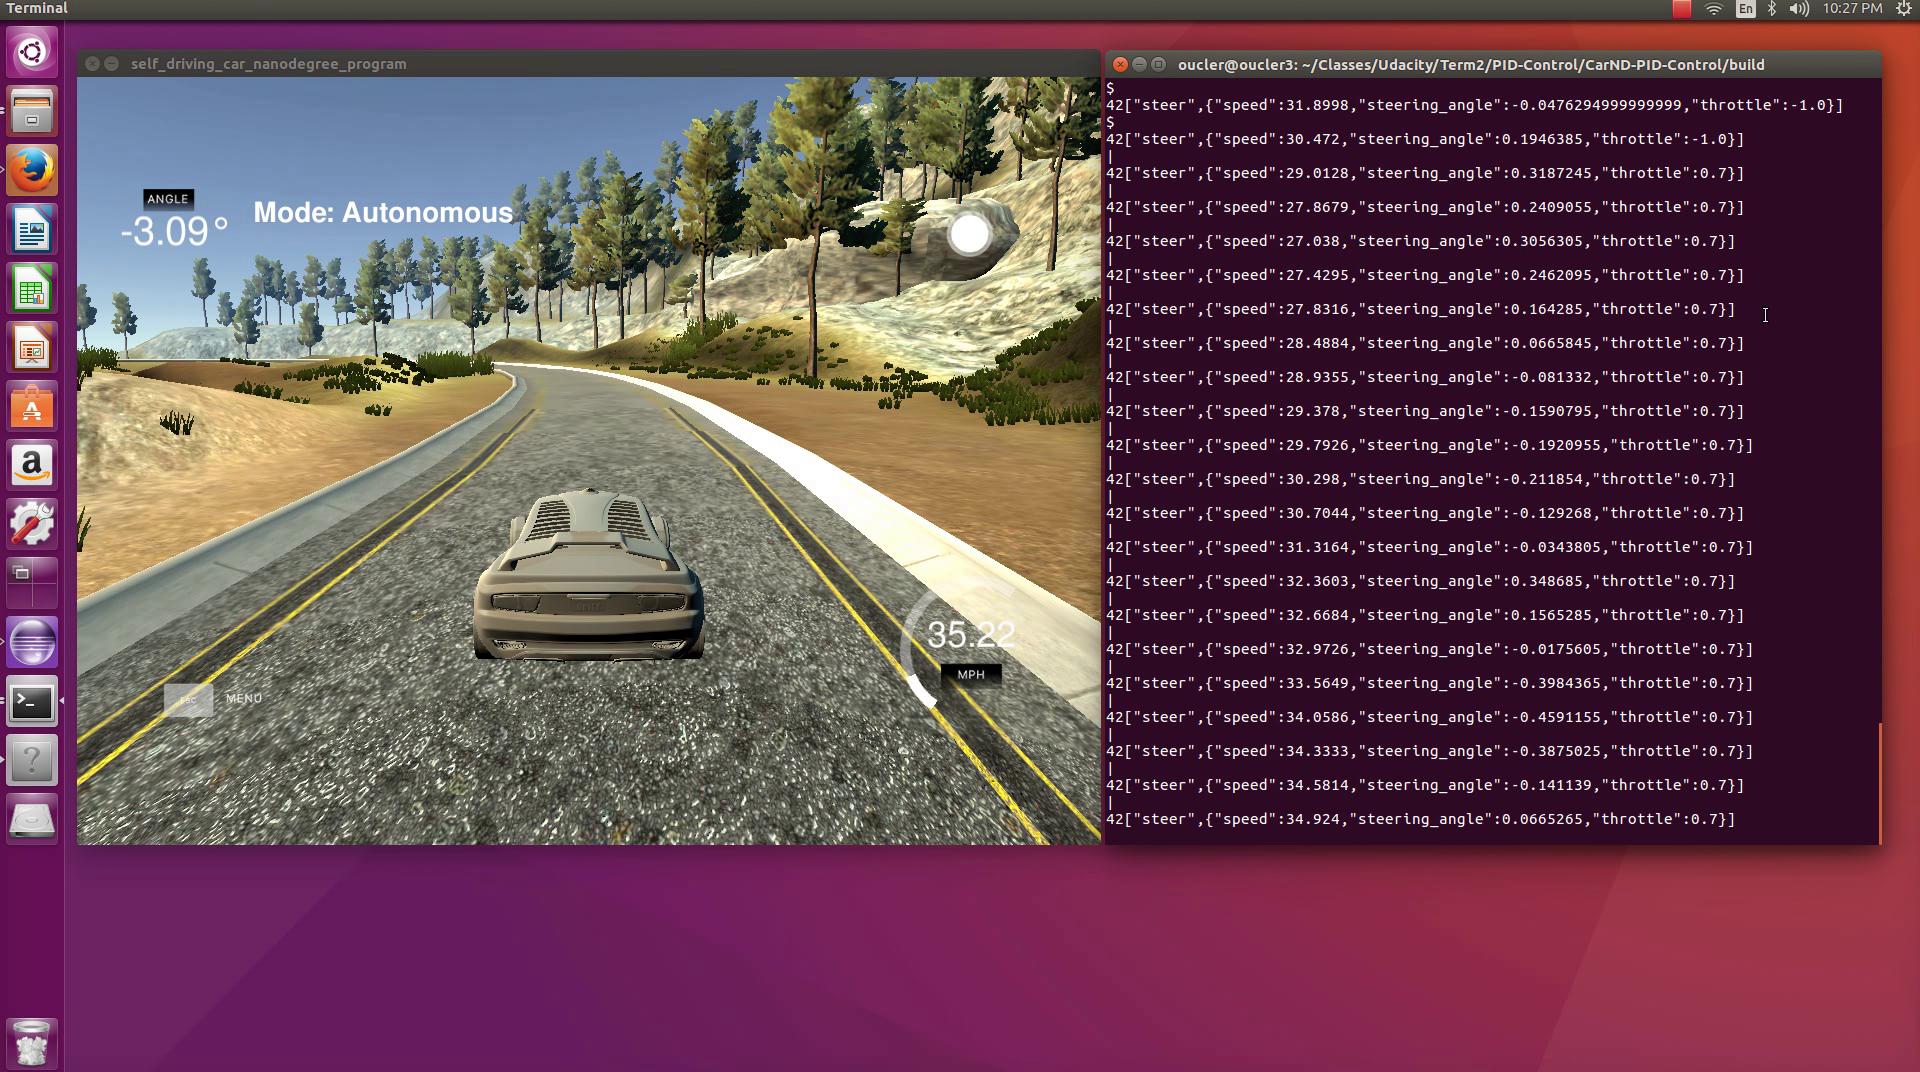 Terminal
En
10:27 PM
self_driving_car_nanodegree_program
ANGLE
-3.09°
Mode: Autonomous
35.22
MPH
ESC
MENU
a
oucler@oucler3: ~/Classes/Udacity/Term2/PID-Control/CarND-PID-Control/build
$
42["steer",{"speed":31.8998,"steering_angle":-0.0476294999999999,"throttle":-1.0}]
$
42["steer",{"speed":30.472,"steering_angle":0.1946385,"throttle":-1.0}]
|
42["steer",{"speed":29.0128,"steering_angle":0.3187245,"throttle":0.7}]
|
42["steer",{"speed":27.8679,"steering_angle":0.2409055,"throttle":0.7}]
|
42["steer",{"speed":27.038,"steering_angle":0.3056305,"throttle":0.7}]
|
42["steer",{"speed":27.4295,"steering_angle":0.2462095,"throttle":0.7}]
|
42["steer",{"speed":27.8316,"steering_angle":0.164285,"throttle":0.7}]
|
42["steer",{"speed":28.4884,"steering_angle":0.0665845,"throttle":0.7}]
|
42["steer",{"speed":28.9355,"steering_angle":-0.081332,"throttle":0.7}]
|
42["steer",{"speed":29.378,"steering_angle":-0.1590795,"throttle":0.7}]
|
42["steer",{"speed":29.7926,"steering_angle":-0.1920955,"throttle":0.7}]
|
42["steer",{"speed":30.298,"steering_angle":-0.211854,"throttle":0.7}]
|
42["steer",{"speed":30.7044,"steering_angle":-0.129268,"throttle":0.7}]
|
42["steer",{"speed":31.3164,"steering_angle":-0.0343805,"throttle":0.7}]
|
42["steer",{"speed":32.3603,"steering_angle":0.348685,"throttle":0.7}]
|
42["steer",{"speed":32.6684,"steering_angle":0.1565285,"throttle":0.7}]
|
42["steer",{"speed":32.9726,"steering_angle":-0.0175605,"throttle":0.7}]
|
42["steer",{"speed":33.5649,"steering_angle":-0.3984365,"throttle":0.7}]
|
42["steer",{"speed":34.0586,"steering_angle":-0.4591155,"throttle":0.7}]
|
42["steer",{"speed":34.3333,"steering_angle":-0.3875025,"throttle":0.7}]
|
42["steer",{"speed":34.5814,"steering_angle":-0.141139,"throttle":0.7}]
|
42["steer",{"speed":34.924,"steering_angle":0.0665265,"throttle":0.7}]